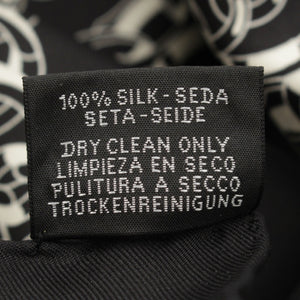 100% SILK-SEDA
SETA-SEIDE
DRY CLEAN ONLY
LIMPIEZA EN SECO
PULITURA A SECCO
TROCKENREINIGUNG